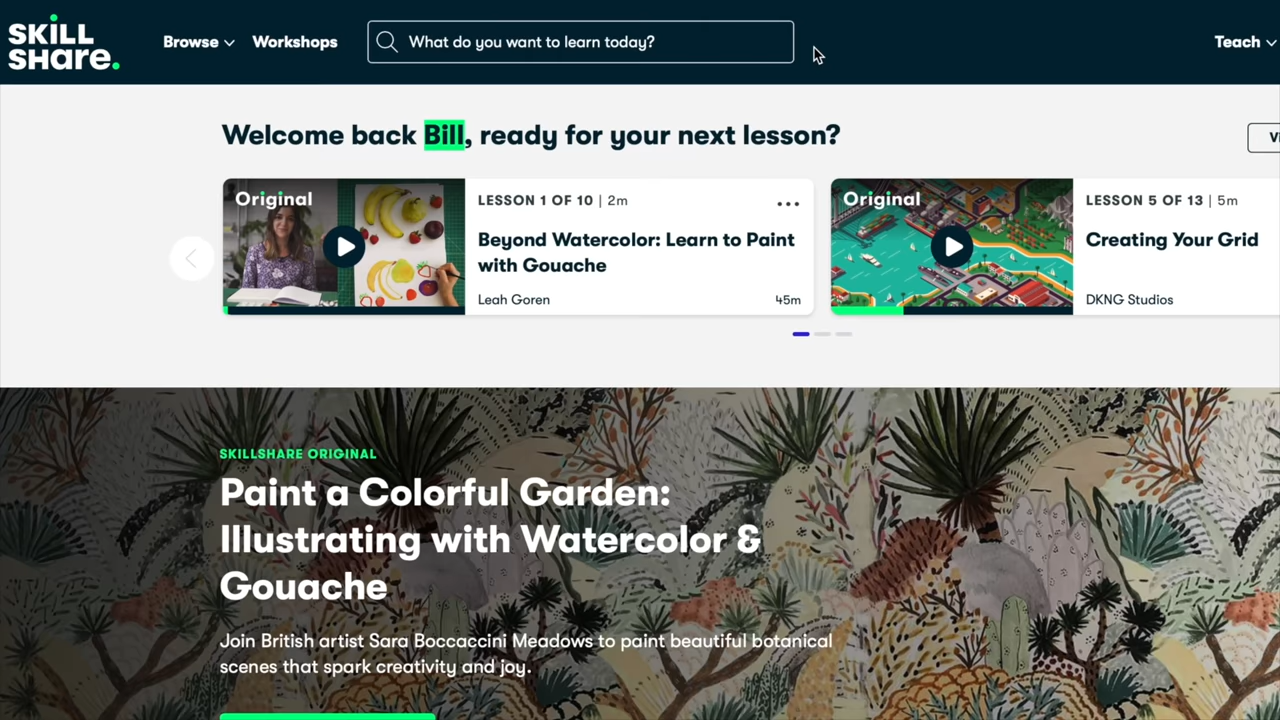 SKILL
SHARE.
Browse
Workshops
What do you want to learn today?
Teach
Welcome back Bill, ready for your next lesson?
Original
LESSON 1 OF 10 | 2m
Beyond Watercolor: Learn to Paint
with Gouache
Leah Goren
45m
Original
LESSON 5 OF 13 | 5m
Creating Your Grid
DKNG Studios
SKILLSHARE ORIGINAL
Paint a Colorful Garden:
Illustrating with Watercolor &
Gouache
Join British artist Sara Boccaccini Meadows to paint beautiful botanical
scenes that spark creativity and joy.